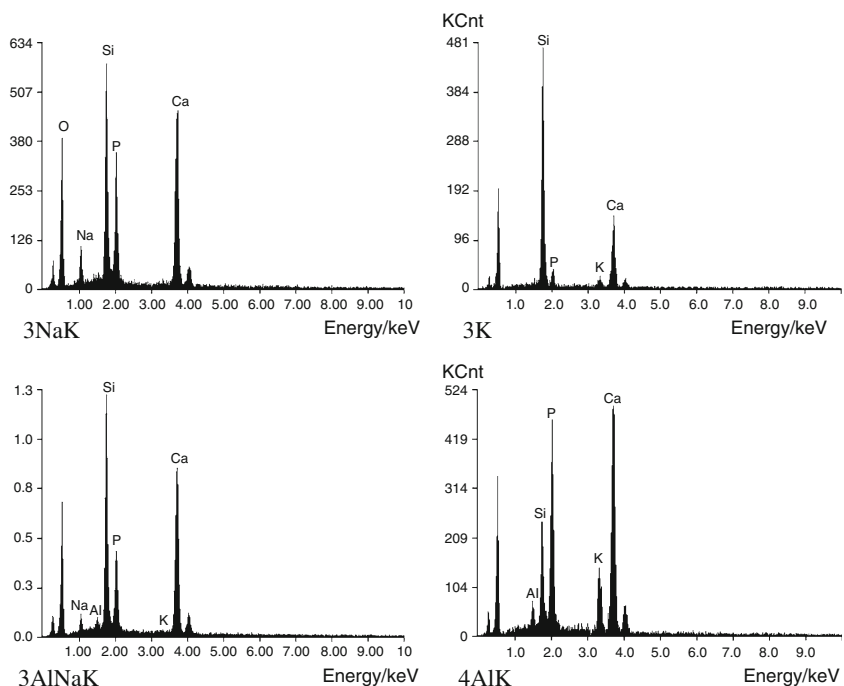 634
507
380
253
126
0
O
Na
Si
P
Ca
1.00 2.00 3.00 4.00 5.00 6.00 7.00 8.00 9.00 10
3NaK
Energy/keV
KCnt
481
384
288
192
96
0
Si
P
K
Ca
1.0 2.0 3.0 4.0 5.0 6.0 7.0 8.0 9.0
3K
Energy/keV
1.3
1.0
0.8
0.5
0.3
0.0
Na
Al
Si
P
K
Ca
1.00 2.00 3.00 4.00 5.00 6.00 7.00 8.00 9.00 10
3AlNaK
Energy/keV
KCnt
524
419
314
209
104
0
Al
Si
P
K
Ca
1.0 2.0 3.0 4.0 5.0 6.0 7.0 8.0 9.0
4AlK
Energy/keV